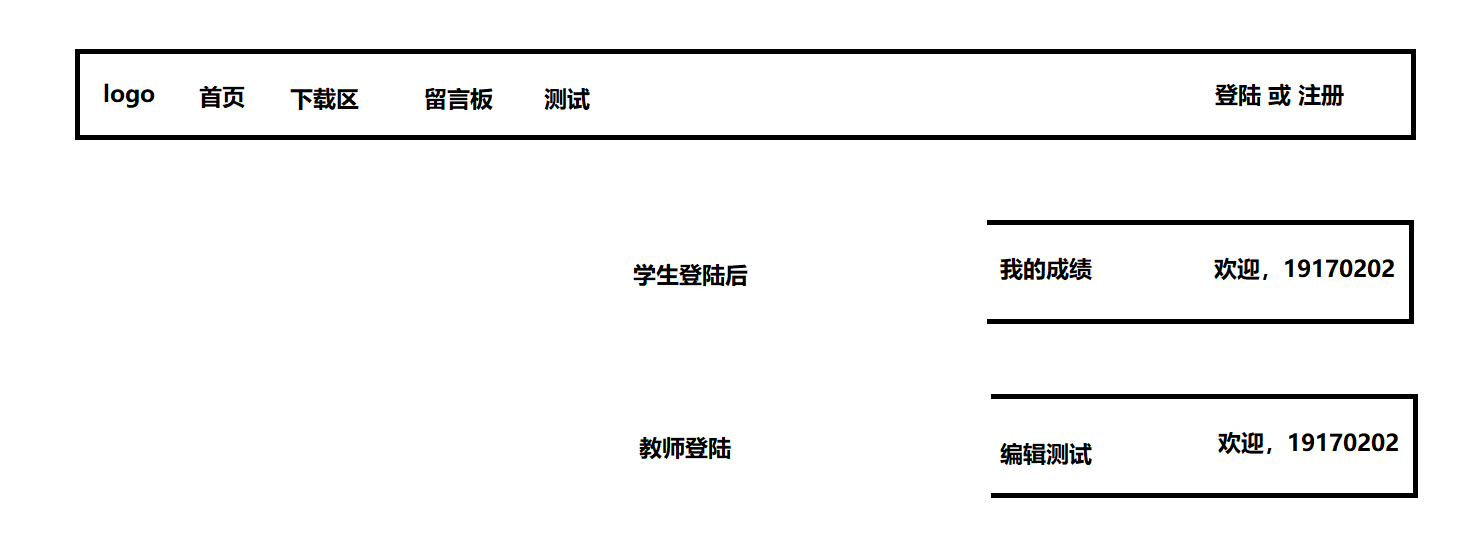 logo 首页 下载区 留言板 测试 登陆 或 注册
学生登陆后 我的成绩 欢迎，19170202
教师登陆 编辑测试 欢迎，19170202